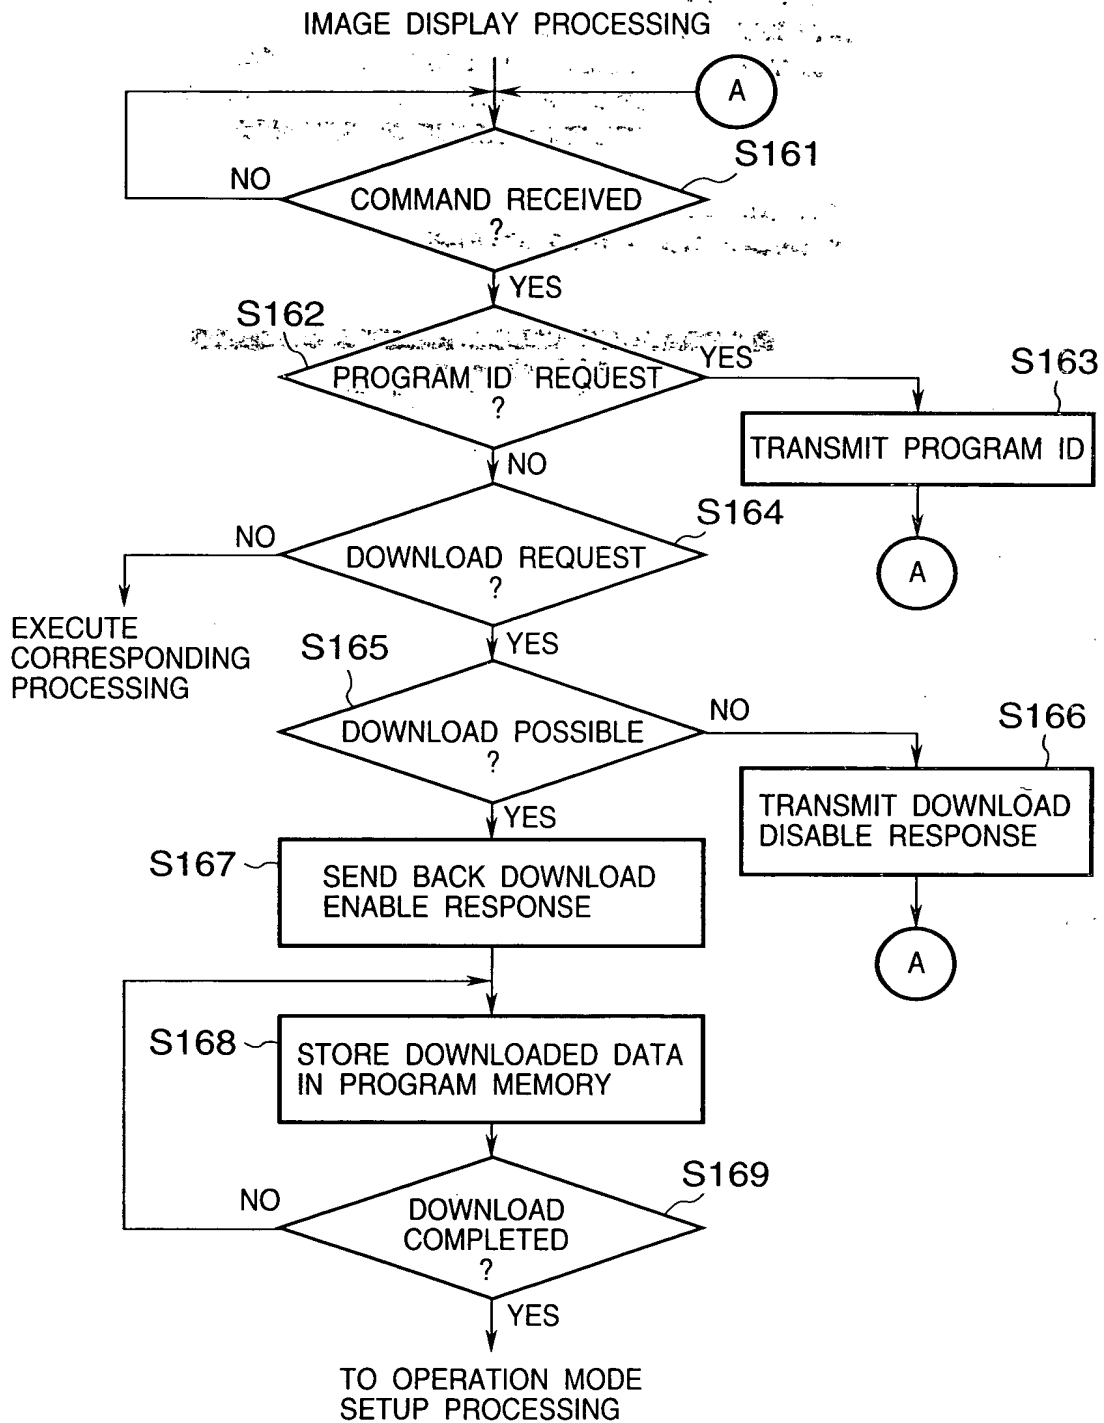 IMAGE DISPLAY PROCESSING
A
S161
NO
COMMAND RECEIVED
?
YES
S162
YES
PROGRAM ID REQUEST
?
S163
TRANSMIT PROGRAM ID
NO
A
S164
NO
DOWNLOAD REQUEST
?
EXECUTE
CORRESPONDING
PROCESSING
YES
S165
NO
DOWNLOAD POSSIBLE
?
S166
TRANSMIT DOWNLOAD
DISABLE RESPONSE
YES
A
S167
SEND BACK DOWNLOAD
ENABLE RESPONSE
S168
STORE DOWNLOADED DATA
IN PROGRAM MEMORY
S169
NO
DOWNLOAD
COMPLETED
?
YES
TO OPERATION MODE
SETUP PROCESSING